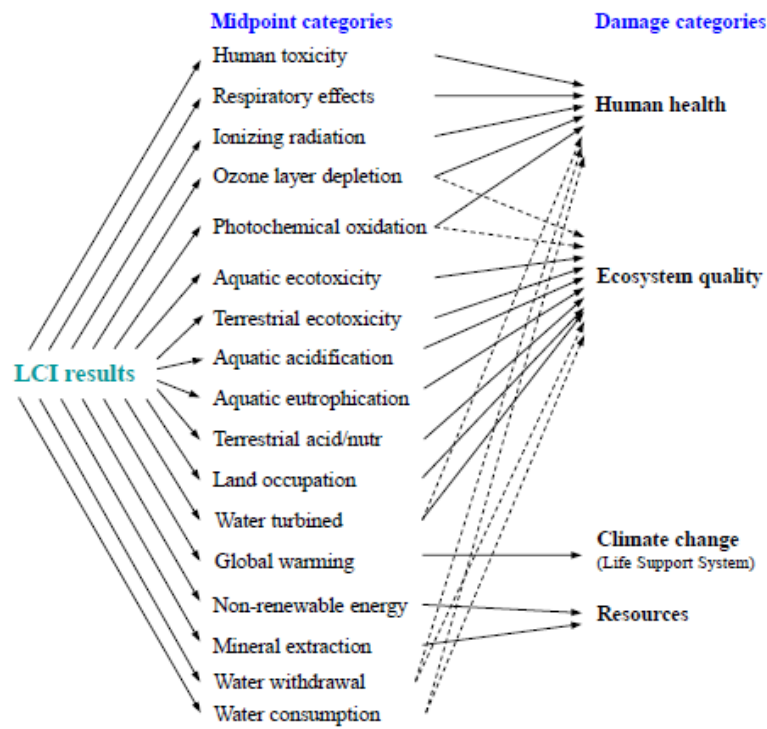 Midpoint categories
Damage categories
Human toxicity
Respiratory effects
Human health
Ionizing radiation
Ozone layer depletion
Photochemical oxidation
Aquatic ecotoxicity
Ecosystem quality
Terrestrial ecotoxicity
Aquatic acidification
LCI results
Aquatic eutrophication
Terrestrial acid/nutr
Land occupation
Water turbined
Climate change
(Life Support System)
Global warming
Non-renewable energy
Resources
Mineral extraction
Water withdrawal
Water consumption